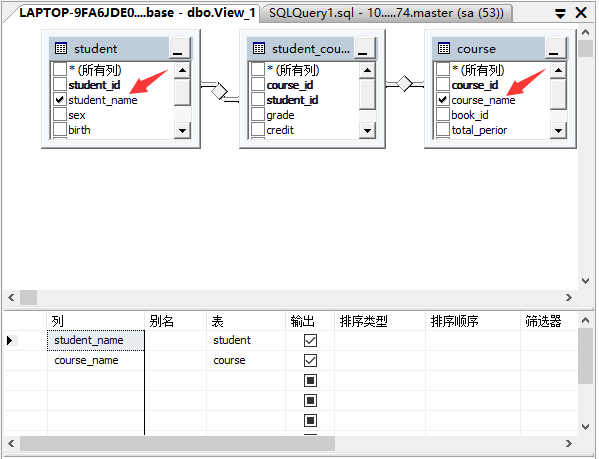 LAPTOP-9FA6JDE0....base - dbo.View_1 SQLQuery1.sql - 10.....74.master (sa (53))
student student_cou... course
* (所有列) * (所有列) * (所有列)
student_id course_id course_id
student_name student_id course_name
sex grade book_id
birth credit total_perior
列 别名 表 输出 排序类型 排序顺序 筛选器
student_name student
course_name course